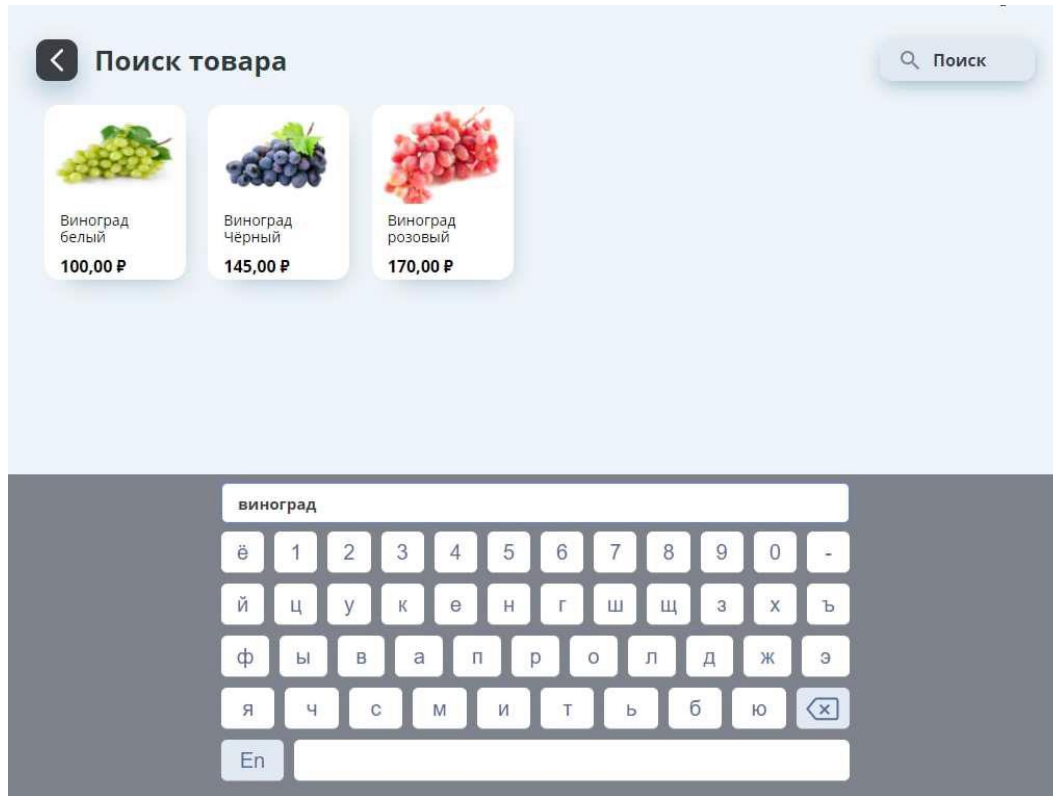 Поиск товара
Поиск
Виноград
белый
100,00 ₽
Виноград
Чёрный
145,00 ₽
Виноград
розовый
170,00 ₽
виноград
ё 1 2 3 4 5 6 7 8 9 0 -
й ц у к е н г ш щ з х ъ
ф ы в а п р о л д ж э
я ч с м и т ь б ю
En